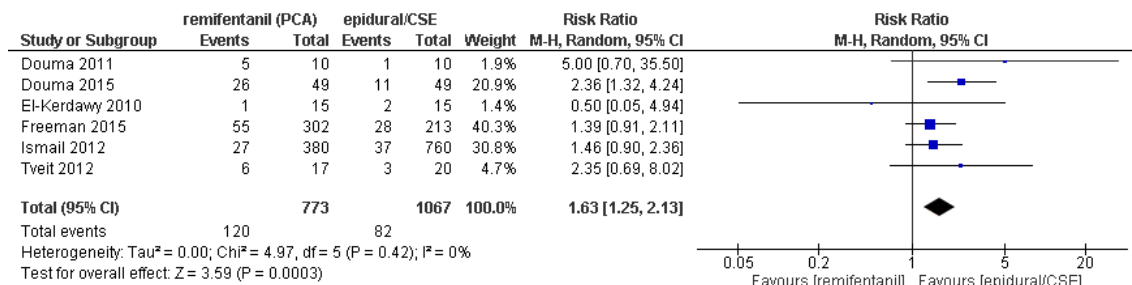 remifentanil (PCA) epidural/CSE Risk Ratio Risk Ratio
Study or Subgroup Events Total Events Total Weight M-H, Random, 95% CI M-H, Random, 95% CI
Douma 2011 5 10 1 10 1.9% 5.00 [0.70, 35.50]
Douma 2015 26 49 11 49 20.9% 2.36 [1.32, 4.24]
El-Kerdawy 2010 1 15 2 15 1.4% 0.50 [0.05, 4.94]
Freeman 2015 55 302 28 213 40.3% 1.39 [0.91, 2.11]
Ismail 2012 27 380 37 760 30.8% 1.46 [0.90, 2.36]
Tveit 2012 6 17 3 20 4.7% 2.35 [0.69, 8.02]
Total (95% CI) 773 1067 100.0% 1.63 [1.25, 2.13]
Total events 120 82
Heterogeneity: Tau² = 0.00; Chi² = 4.97, df = 5 (P = 0.42); I² = 0%
Test for overall effect: Z = 3.59 (P = 0.0003)
0.05 0.2 1 5 20
Favours [remifentanil] Favours [epidural/CSE]